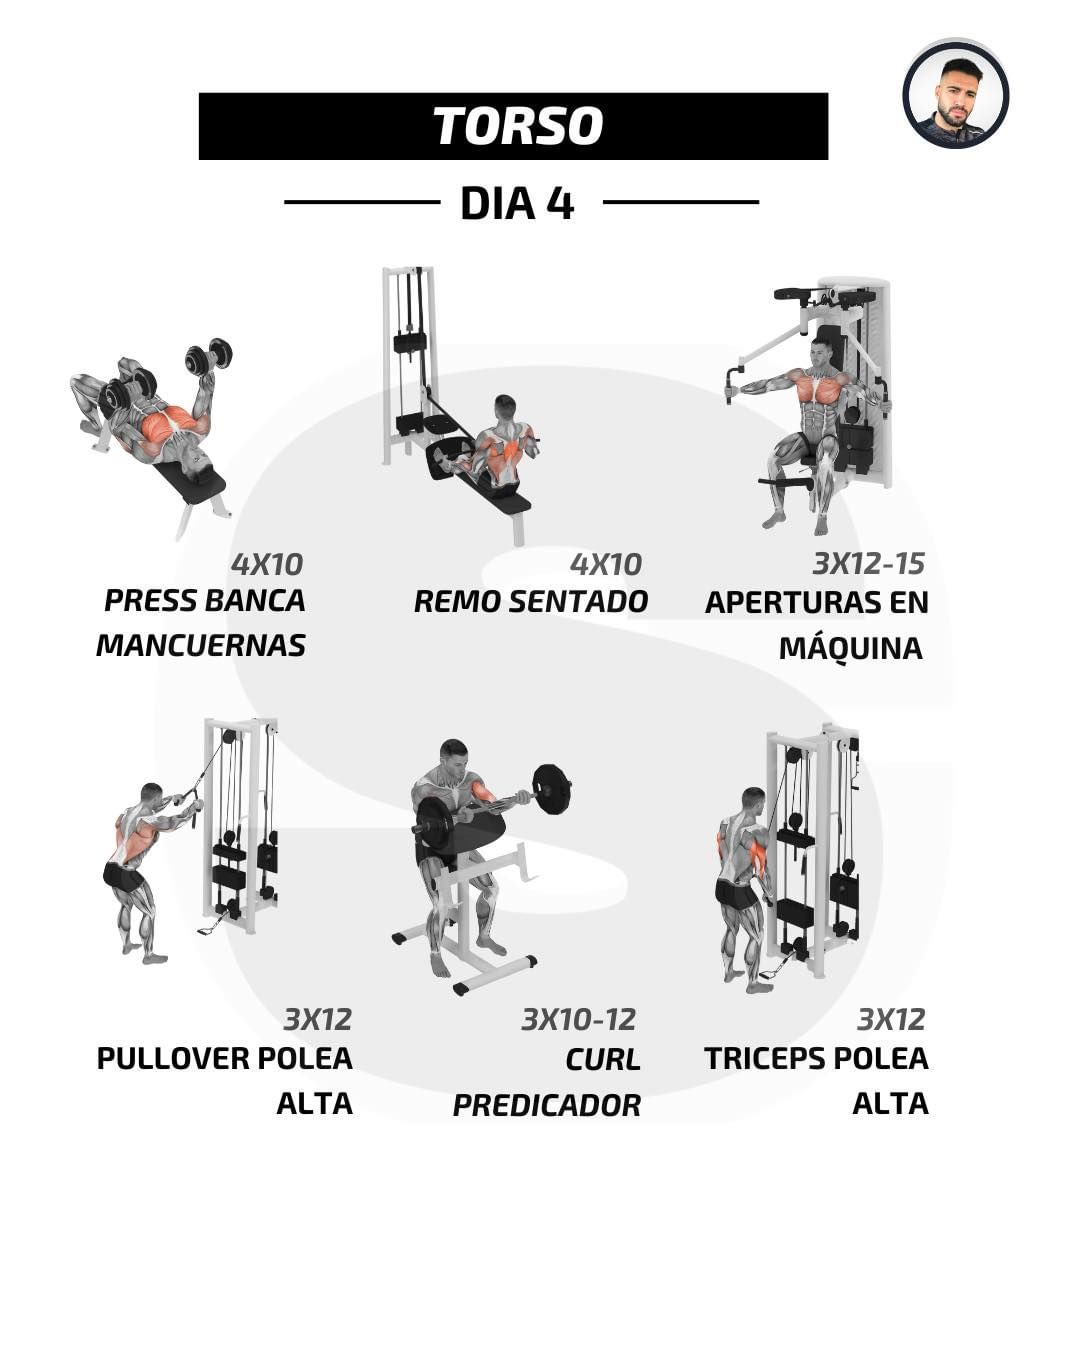 TORSO
DIA 4
4X10
PRESS BANCA
MANCUERNAS
4X10
REMO SENTADO
3X12-15
APERTURAS EN
MÁQUINA
3X12
PULLOVER POLEA
ALTA
3X10-12
CURL
PREDICADOR
3X12
TRICEPS POLEA
ALTA